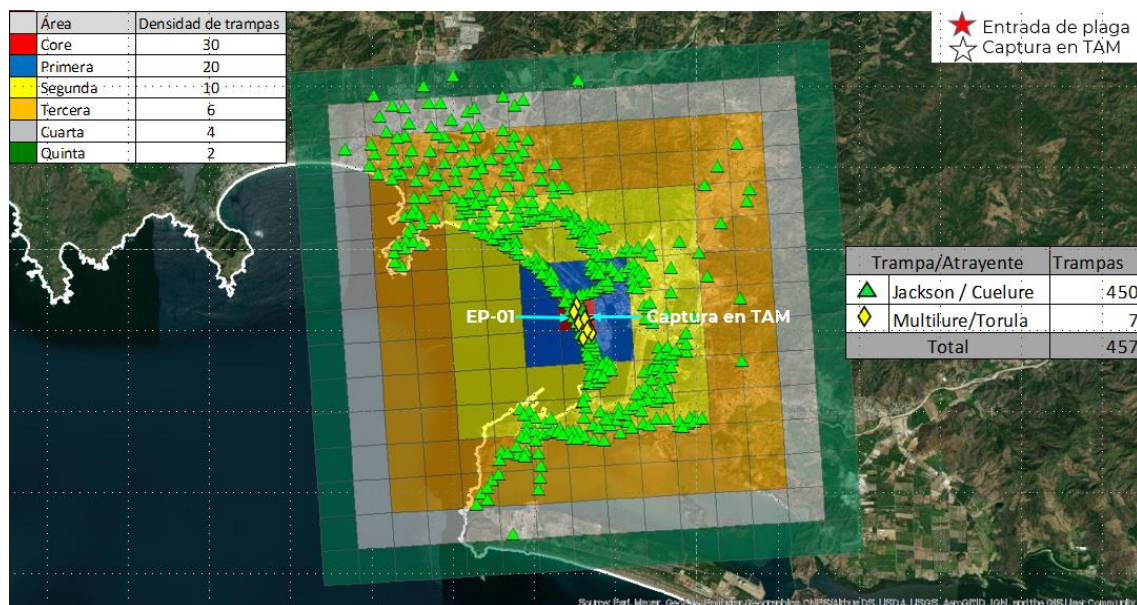 Área Densidad de trampas
Core 30
Primera 20
Segunda 10
Tercera 6
Cuarta 4
Quinta 2
Entrada de plaga
Captura en TAM
Trampa/Atrayente Trampas
Jackson / Cuelure 450
Multilure/Torula 7
Total 457
EP-01 Captura en TAM